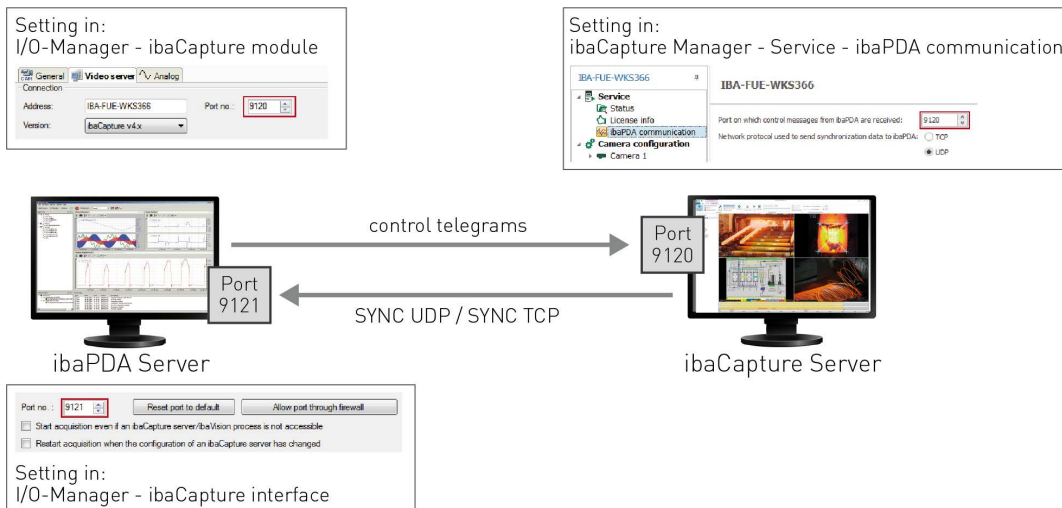 Setting in:
I/O-Manager - ibaCapture module
General Video server Analog
Connection
Address: IBA-FUE-WKS366 Port no.: 9120
Version: ibaCapture v4.x
Setting in:
ibaCapture Manager - Service - ibaPDA communication
IBA-FUE-WKS366
Service
Status
License info
ibaPDA communication
Camera configuration
Camera 1
IBA-FUE-WKS366
Port on which control messages from ibaPDA are received: 9120
Network protocol used to send synchronization data to ibaPDA: TCP
UDP
control telegrams
Port
9120
Port
9121
SYNC UDP / SYNC TCP
ibaPDA Server
ibaCapture Server
Port no.: 9121 Reset port to default Allow port through firewall
Start acquisition even if an ibaCapture server/ibaVision process is not accessible
Restart acquisition when the configuration of an ibaCapture server has changed
Setting in:
I/O-Manager - ibaCapture interface